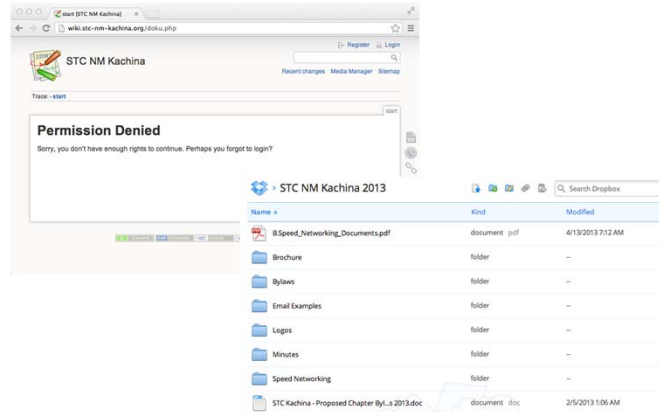 start [STC NM Kachina]
wiki.stc-nm-kachina.org/doku.php
Register Login
STC NM Kachina
Recent changes Media Manager Sitemap
Trace: • start
start
Permission Denied
Sorry, you don't have enough rights to continue. Perhaps you forgot to login?
STC NM Kachina 2013
Search Dropbox
Name Kind Modified
B.Speed_Networking_Documents.pdf document pdf 4/13/2013 7:12 AM
Brochure folder --
Bylaws folder --
Email Examples folder --
Logos folder --
Minutes folder --
Speed Networking folder --
STC Kachina - Proposed Chapter Byl...s 2013.doc document doc 2/5/2013 1:06 AM